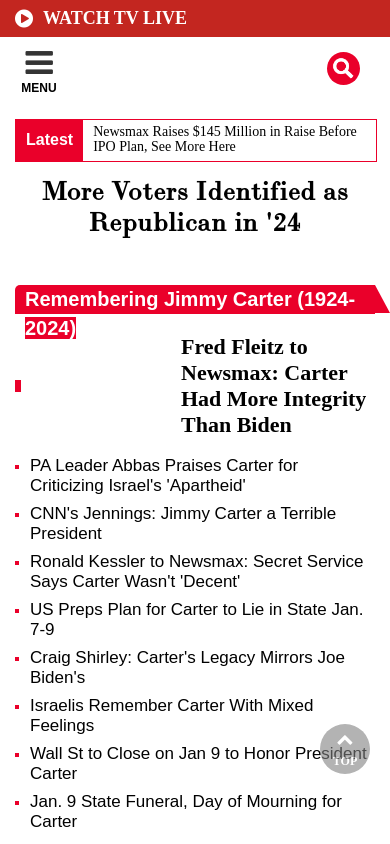 WATCH TV LIVE
MENU
Latest
Newsmax Raises $145 Million in Raise Before
IPO Plan, See More Here
More Voters Identified as
Republican in '24
Remembering Jimmy Carter (1924-
2024)
Fred Fleitz to
Newsmax: Carter
Had More Integrity
Than Biden
PA Leader Abbas Praises Carter for
Criticizing Israel's 'Apartheid'
CNN's Jennings: Jimmy Carter a Terrible
President
Ronald Kessler to Newsmax: Secret Service
Says Carter Wasn't 'Decent'
US Preps Plan for Carter to Lie in State Jan.
7-9
Craig Shirley: Carter's Legacy Mirrors Joe
Biden's
Israelis Remember Carter With Mixed
Feelings
Wall St to Close on Jan 9 to Honor President
Carter
TOP
Jan. 9 State Funeral, Day of Mourning for
Carter